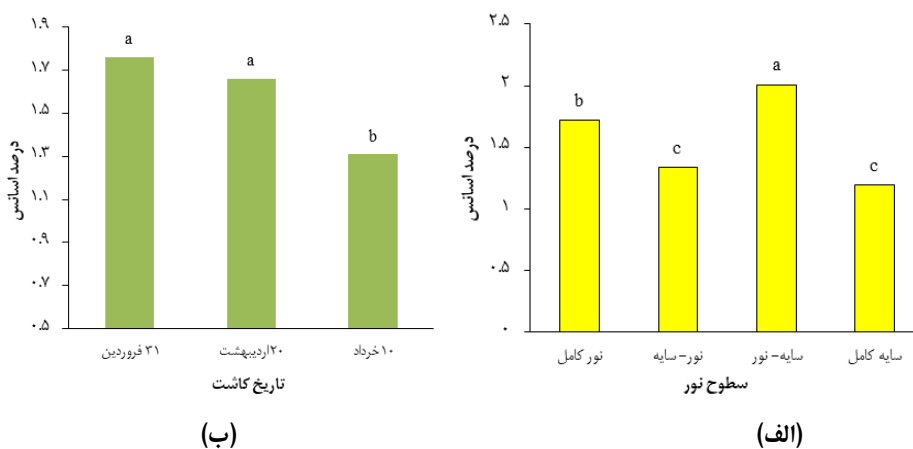 ۱.۹
۱.۷
۱.۵
۱.۳
۱.۱
۰.۹
۰.۷
۰.۵
درصد اسانس
a
a
b
۳۱ فروردین
۲۰اردیبهشت
۱۰خرداد
تاریخ کاشت
(ب)
۲.۵
۲
۱.۵
۱
۰.۵
۰
درصد اسانس
b
c
a
c
نور کامل
نور-سایه
سایه-نور
سایه کامل
سطوح نور
(الف)